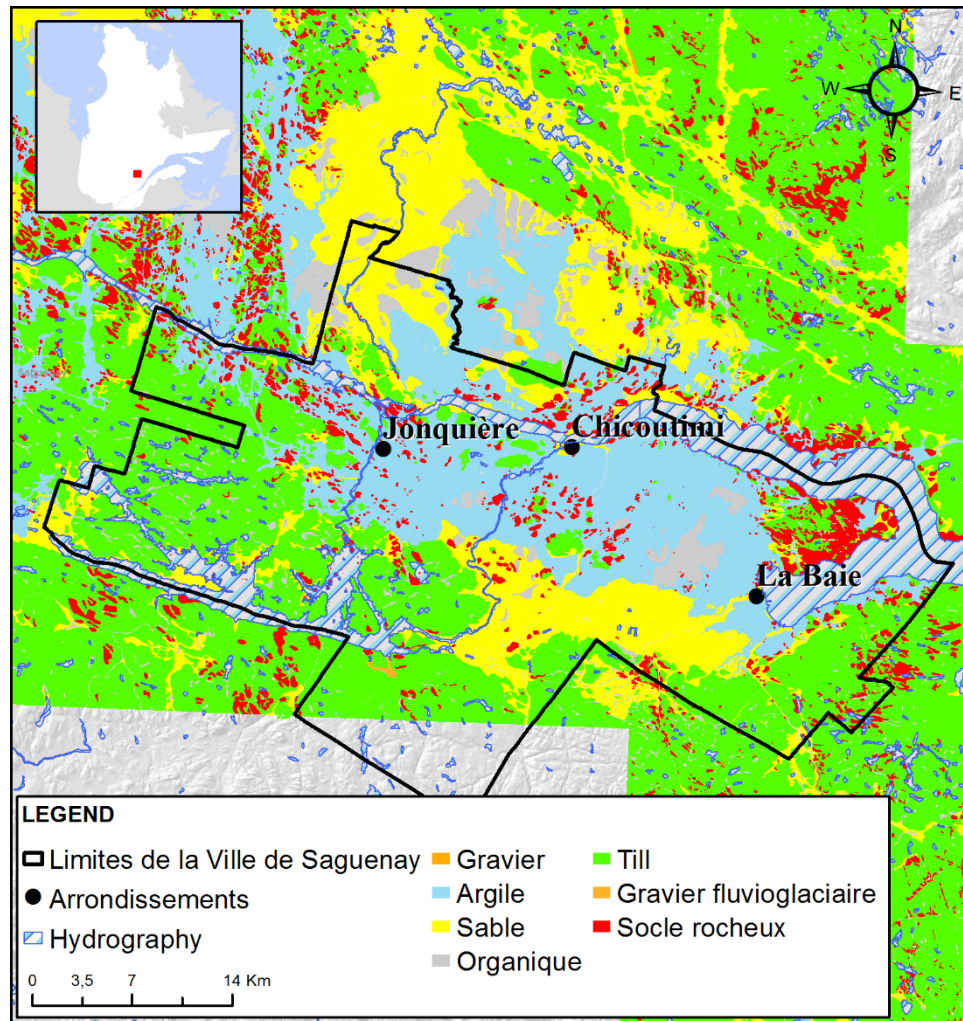 N
W
E
S
Jonquière
Chicoutimi
La Baie
LEGEND
Limites de la Ville de Saguenay
Arrondissements
Hydrography
0 3,5 7 14 Km
Gravier
Argile
Sable
Organique
Till
Gravier fluvioglaciaire
Socle rocheux